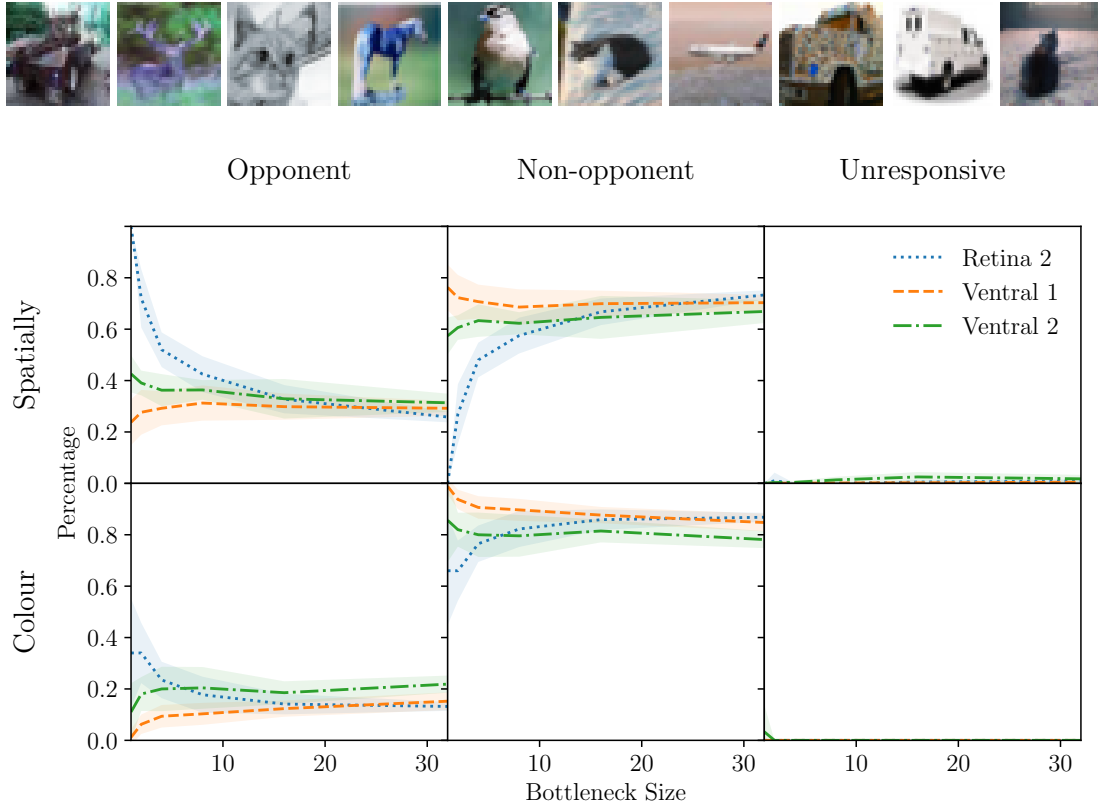 Opponent Non-opponent Unresponsive
Spatially
Colour
Percentage
0.8
0.6
0.4
0.2
0.0
0.8
0.6
0.4
0.2
0.0
Retina 2
Ventral 1
Ventral 2
10 20 30 10 20 30 10 20 30
Bottleneck Size